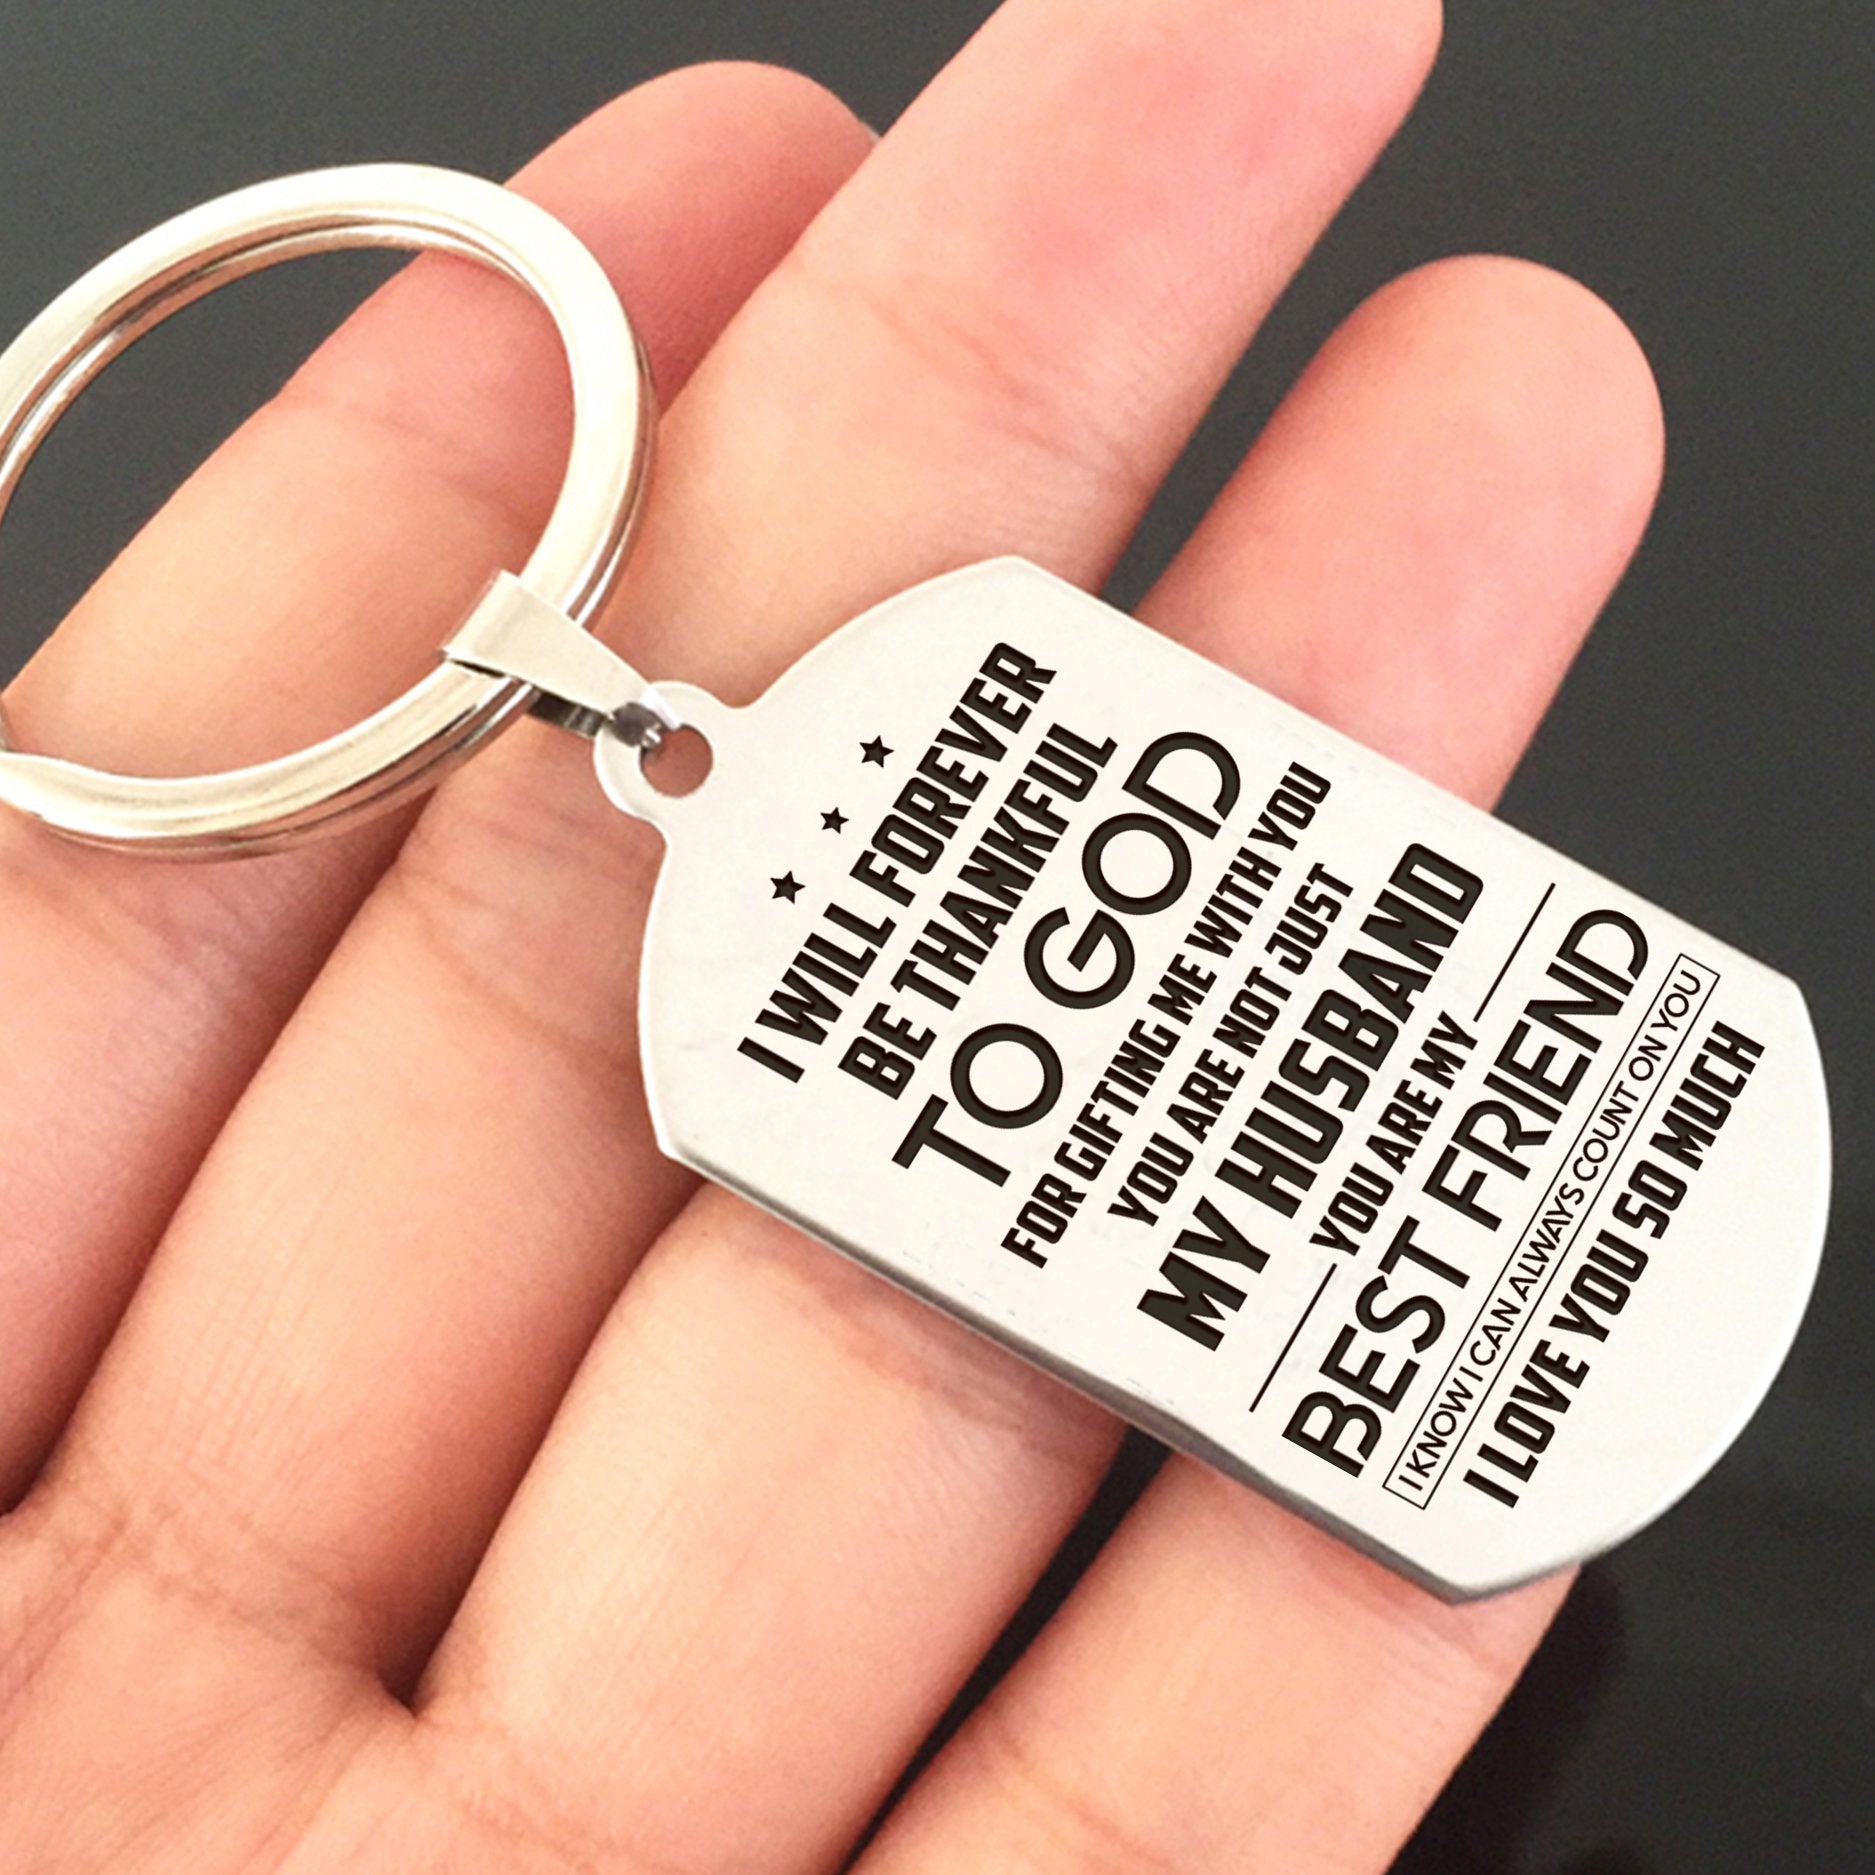 I WILL FOREVER
BE THANKFUL
TO GOD
FOR GIFTING ME WITH YOU
YOU ARE NOT JUST
MY HUSBAND
YOU ARE MY
BEST FRIEND
I KNOW I CAN ALWAYS COUNT ON YOU
I LOVE YOU SO MUCH